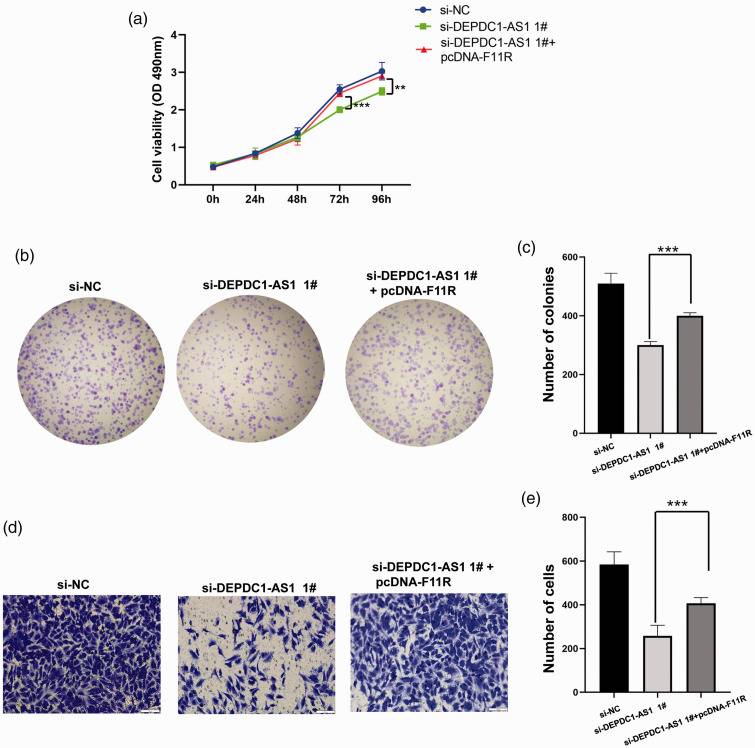 (a)
si-NC
si-DEPDC1-AS1 1#
si-DEPDC1-AS1 1#+
pcDNA-F11R
Cell viability (OD 490nm)
4
3
2
1
0
***
**
0h 24h 48h 72h 96h
(b)
si-NC
si-DEPDC1-AS1 1#
si-DEPDC1-AS1 1#
+ pcDNA-F11R
(c)
Number of colonies
600
400
200
0
***
si-NC
si-DEPDC1-AS1 1#
si-DEPDC1-AS1 1#+pcDNA-F11R
(d)
si-NC
si-DEPDC1-AS1 1#
si-DEPDC1-AS1 1# +
pcDNA-F11R
(e)
Number of cells
800
600
400
200
0
***
si-NC
si-DEPDC1-AS1 1#
si-DEPDC1-AS1 1#+pcDNA-F11R